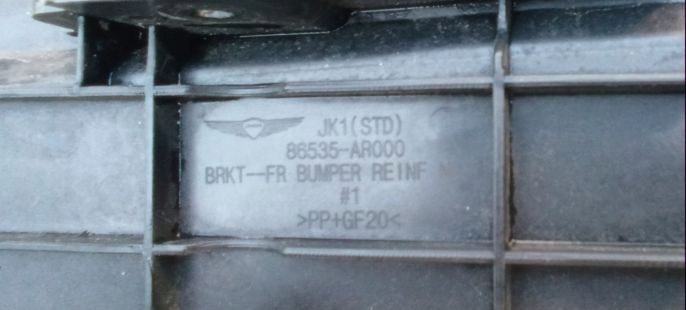 JK1(STD)
86535-AR000
BRKT--FR BUMPER REINF
#1
>PP+GF20<